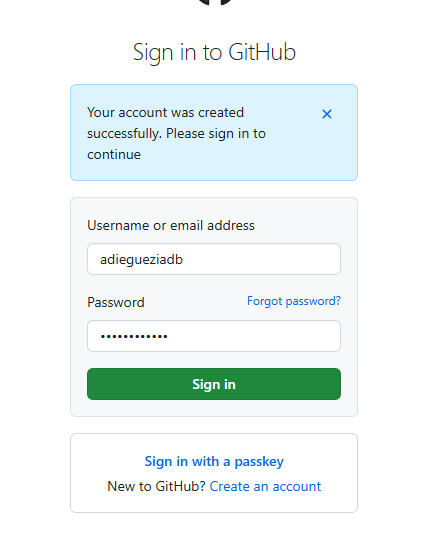 Sign in to GitHub
Your account was created
successfully. Please sign in to
continue
Username or email address
adiegueziadb
Password Forgot password?
••••••••••••
Sign in
Sign in with a passkey
New to GitHub? Create an account